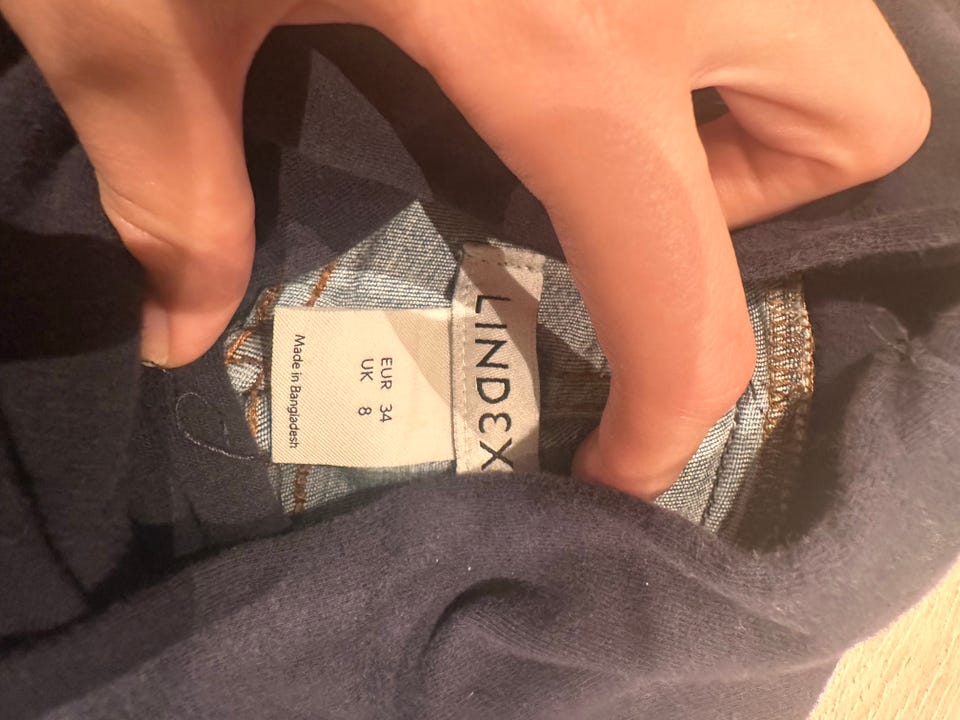 LINDEX
EUR 34
UK 8
Made in Bangladesh